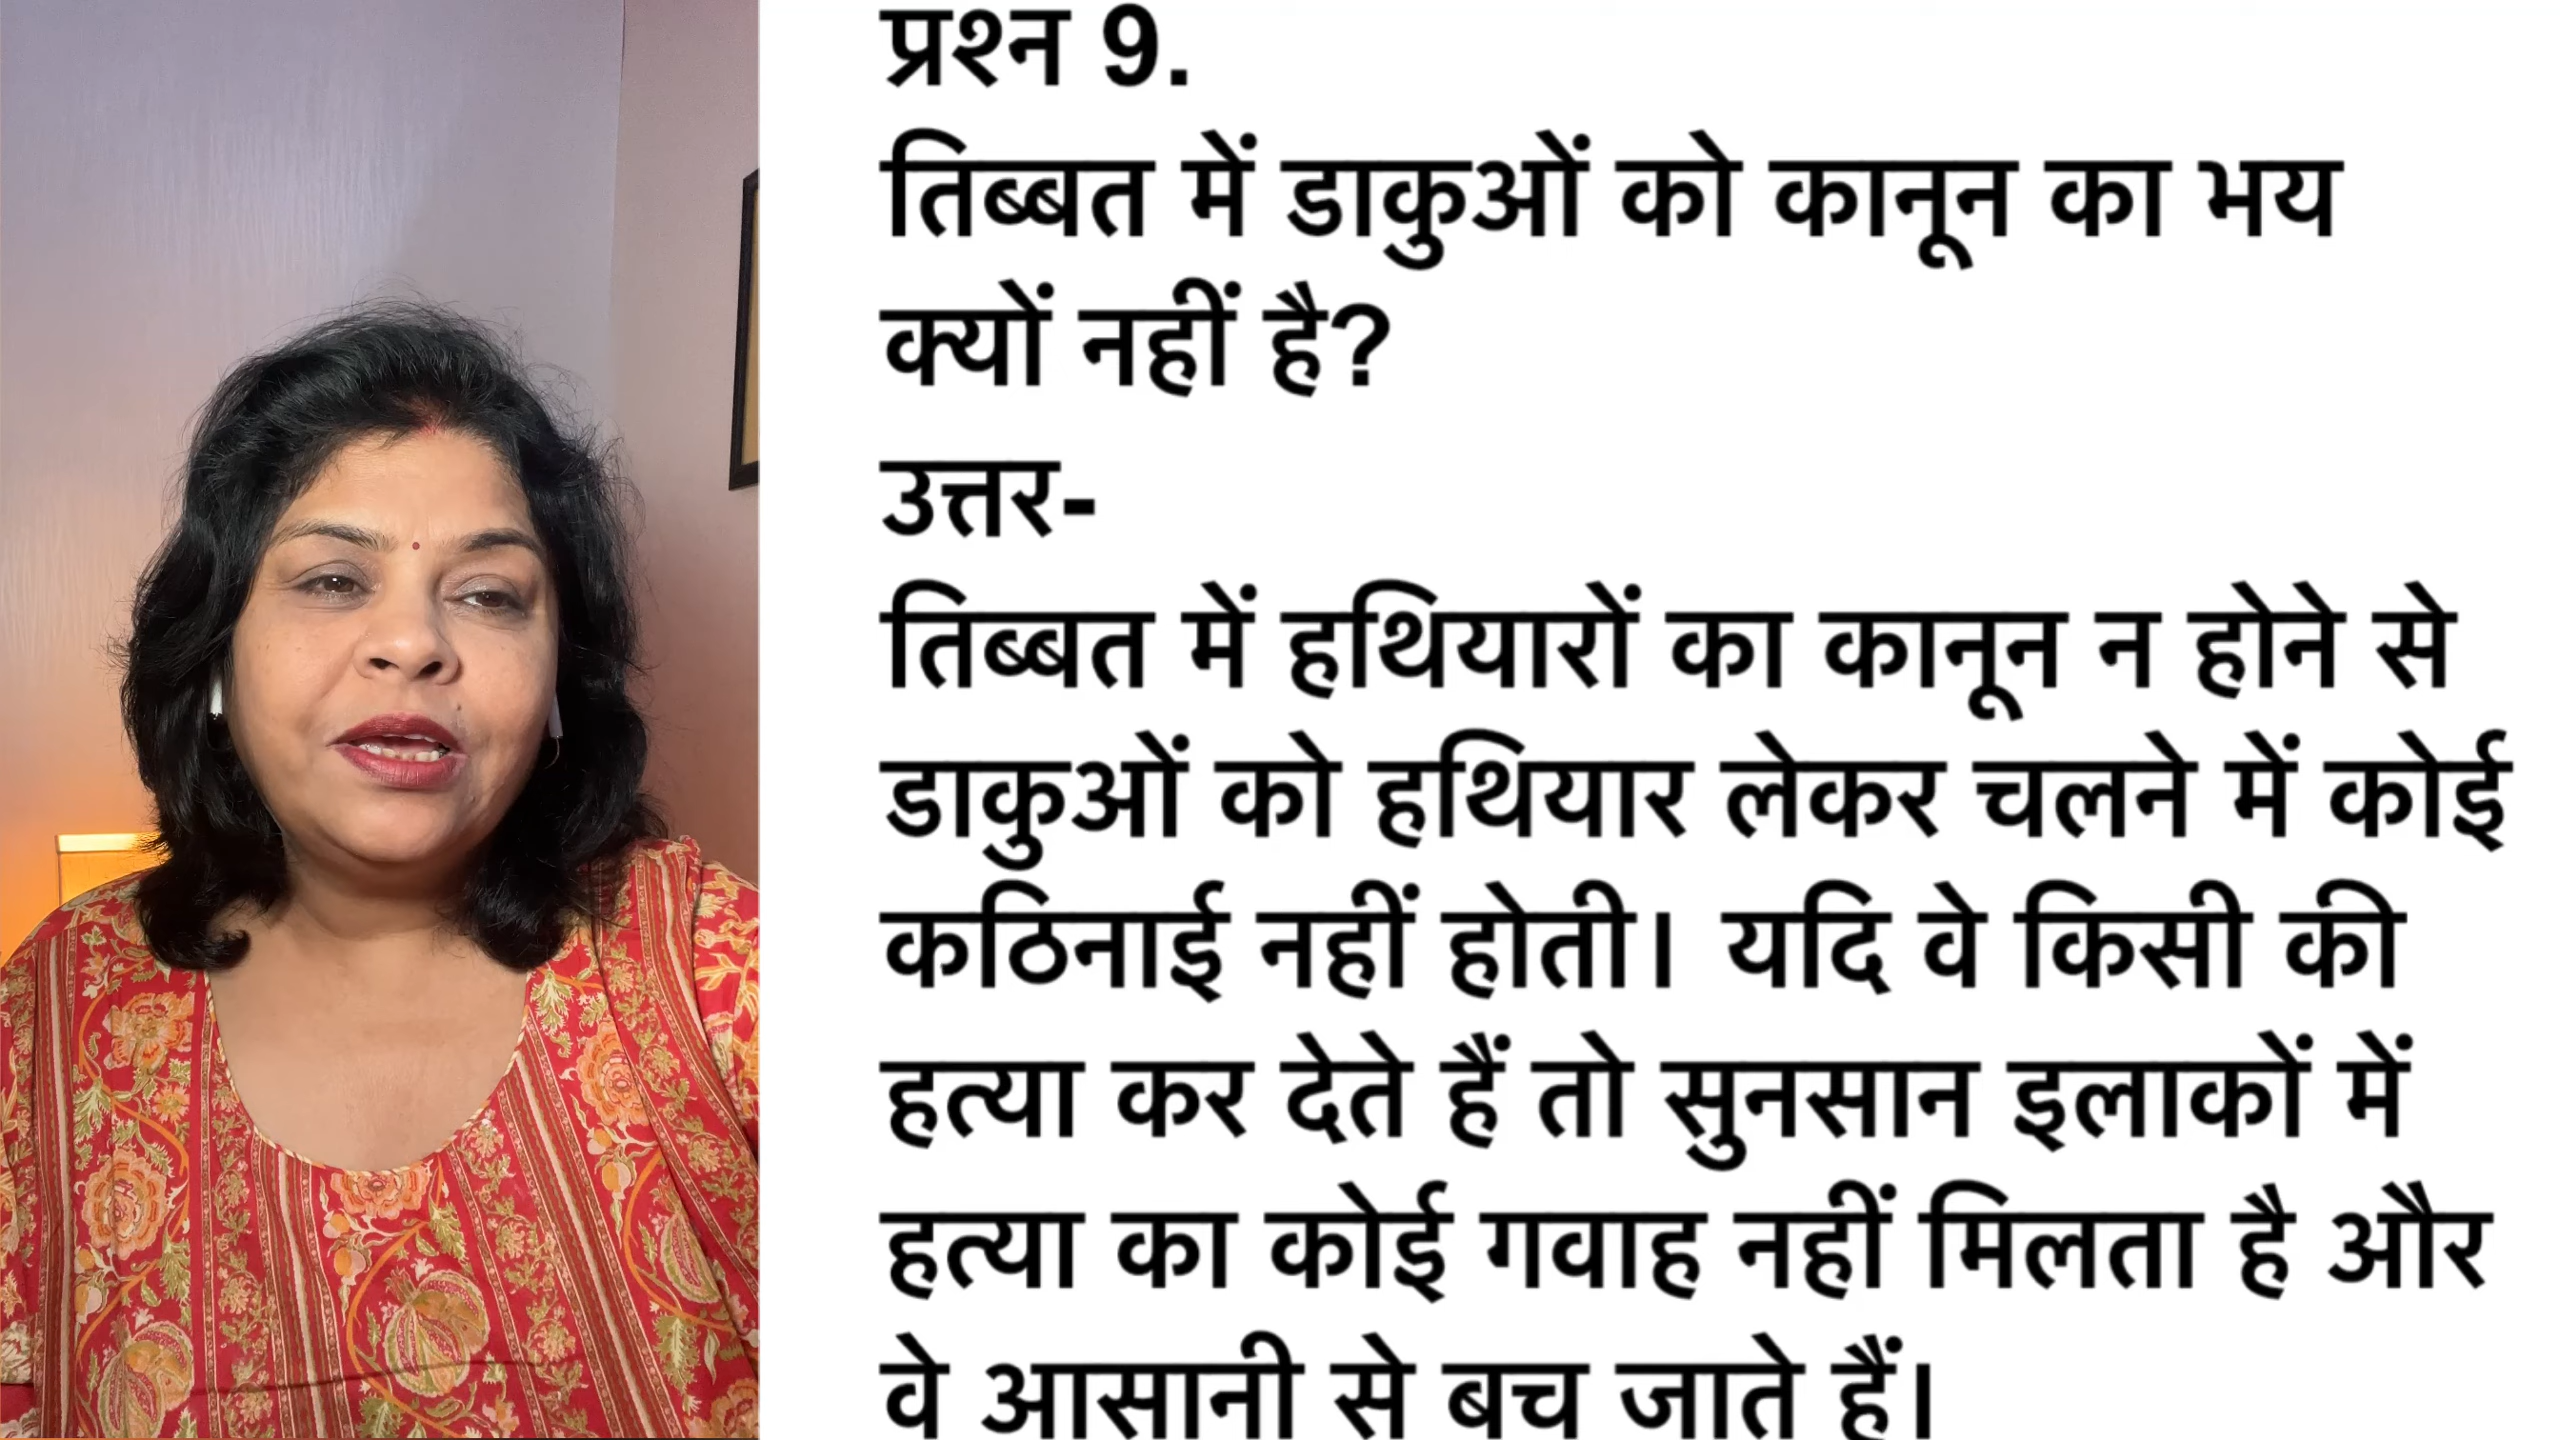 प्रश्न 9.
तिब्बत में डाकुओं को कानून का भय
क्यों नहीं है?
उत्तर-
तिब्बत में हथियारों का कानून न होने से
डाकुओं को हथियार लेकर चलने में कोई
कठिनाई नहीं होती। यदि वे किसी की
हत्या कर देते हैं तो सुनसान इलाकों में
हत्या का कोई गवाह नहीं मिलता है और
वे आसानी से बच जाते हैं।